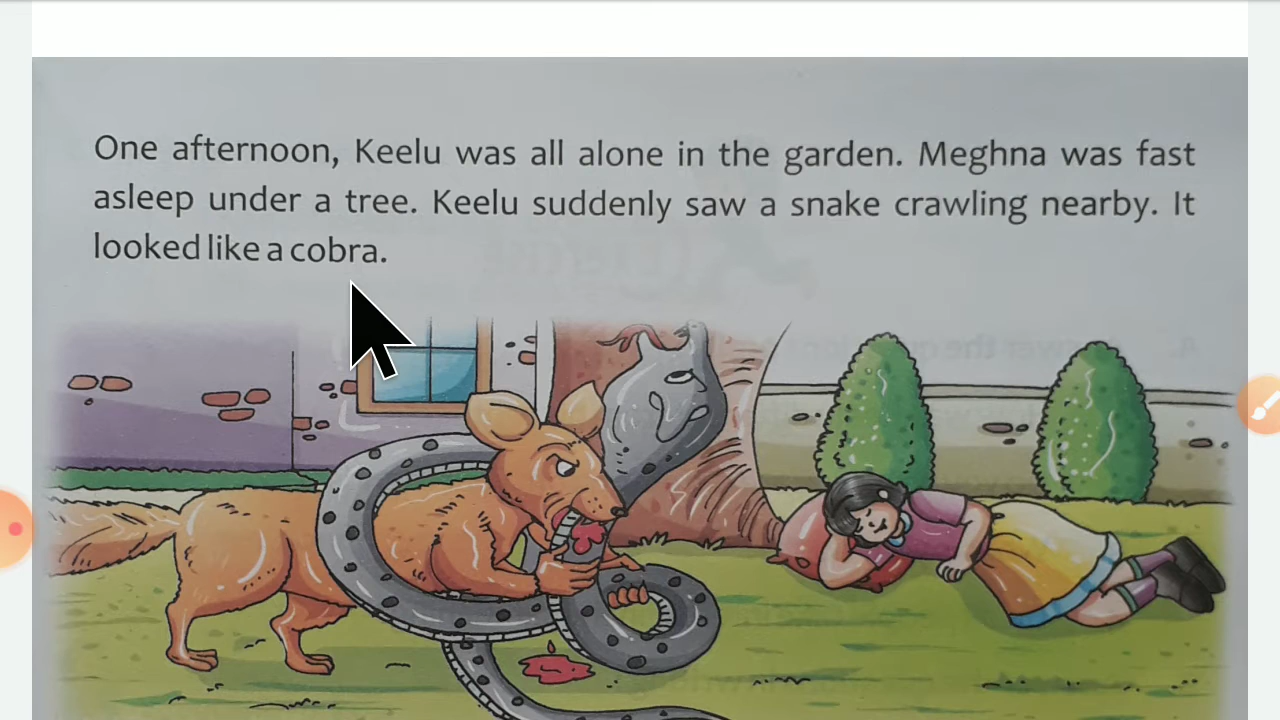 One afternoon, Keelu was all alone in the garden. Meghna was fast
asleep under a tree. Keelu suddenly saw a snake crawling nearby. It
looked like a cobra.